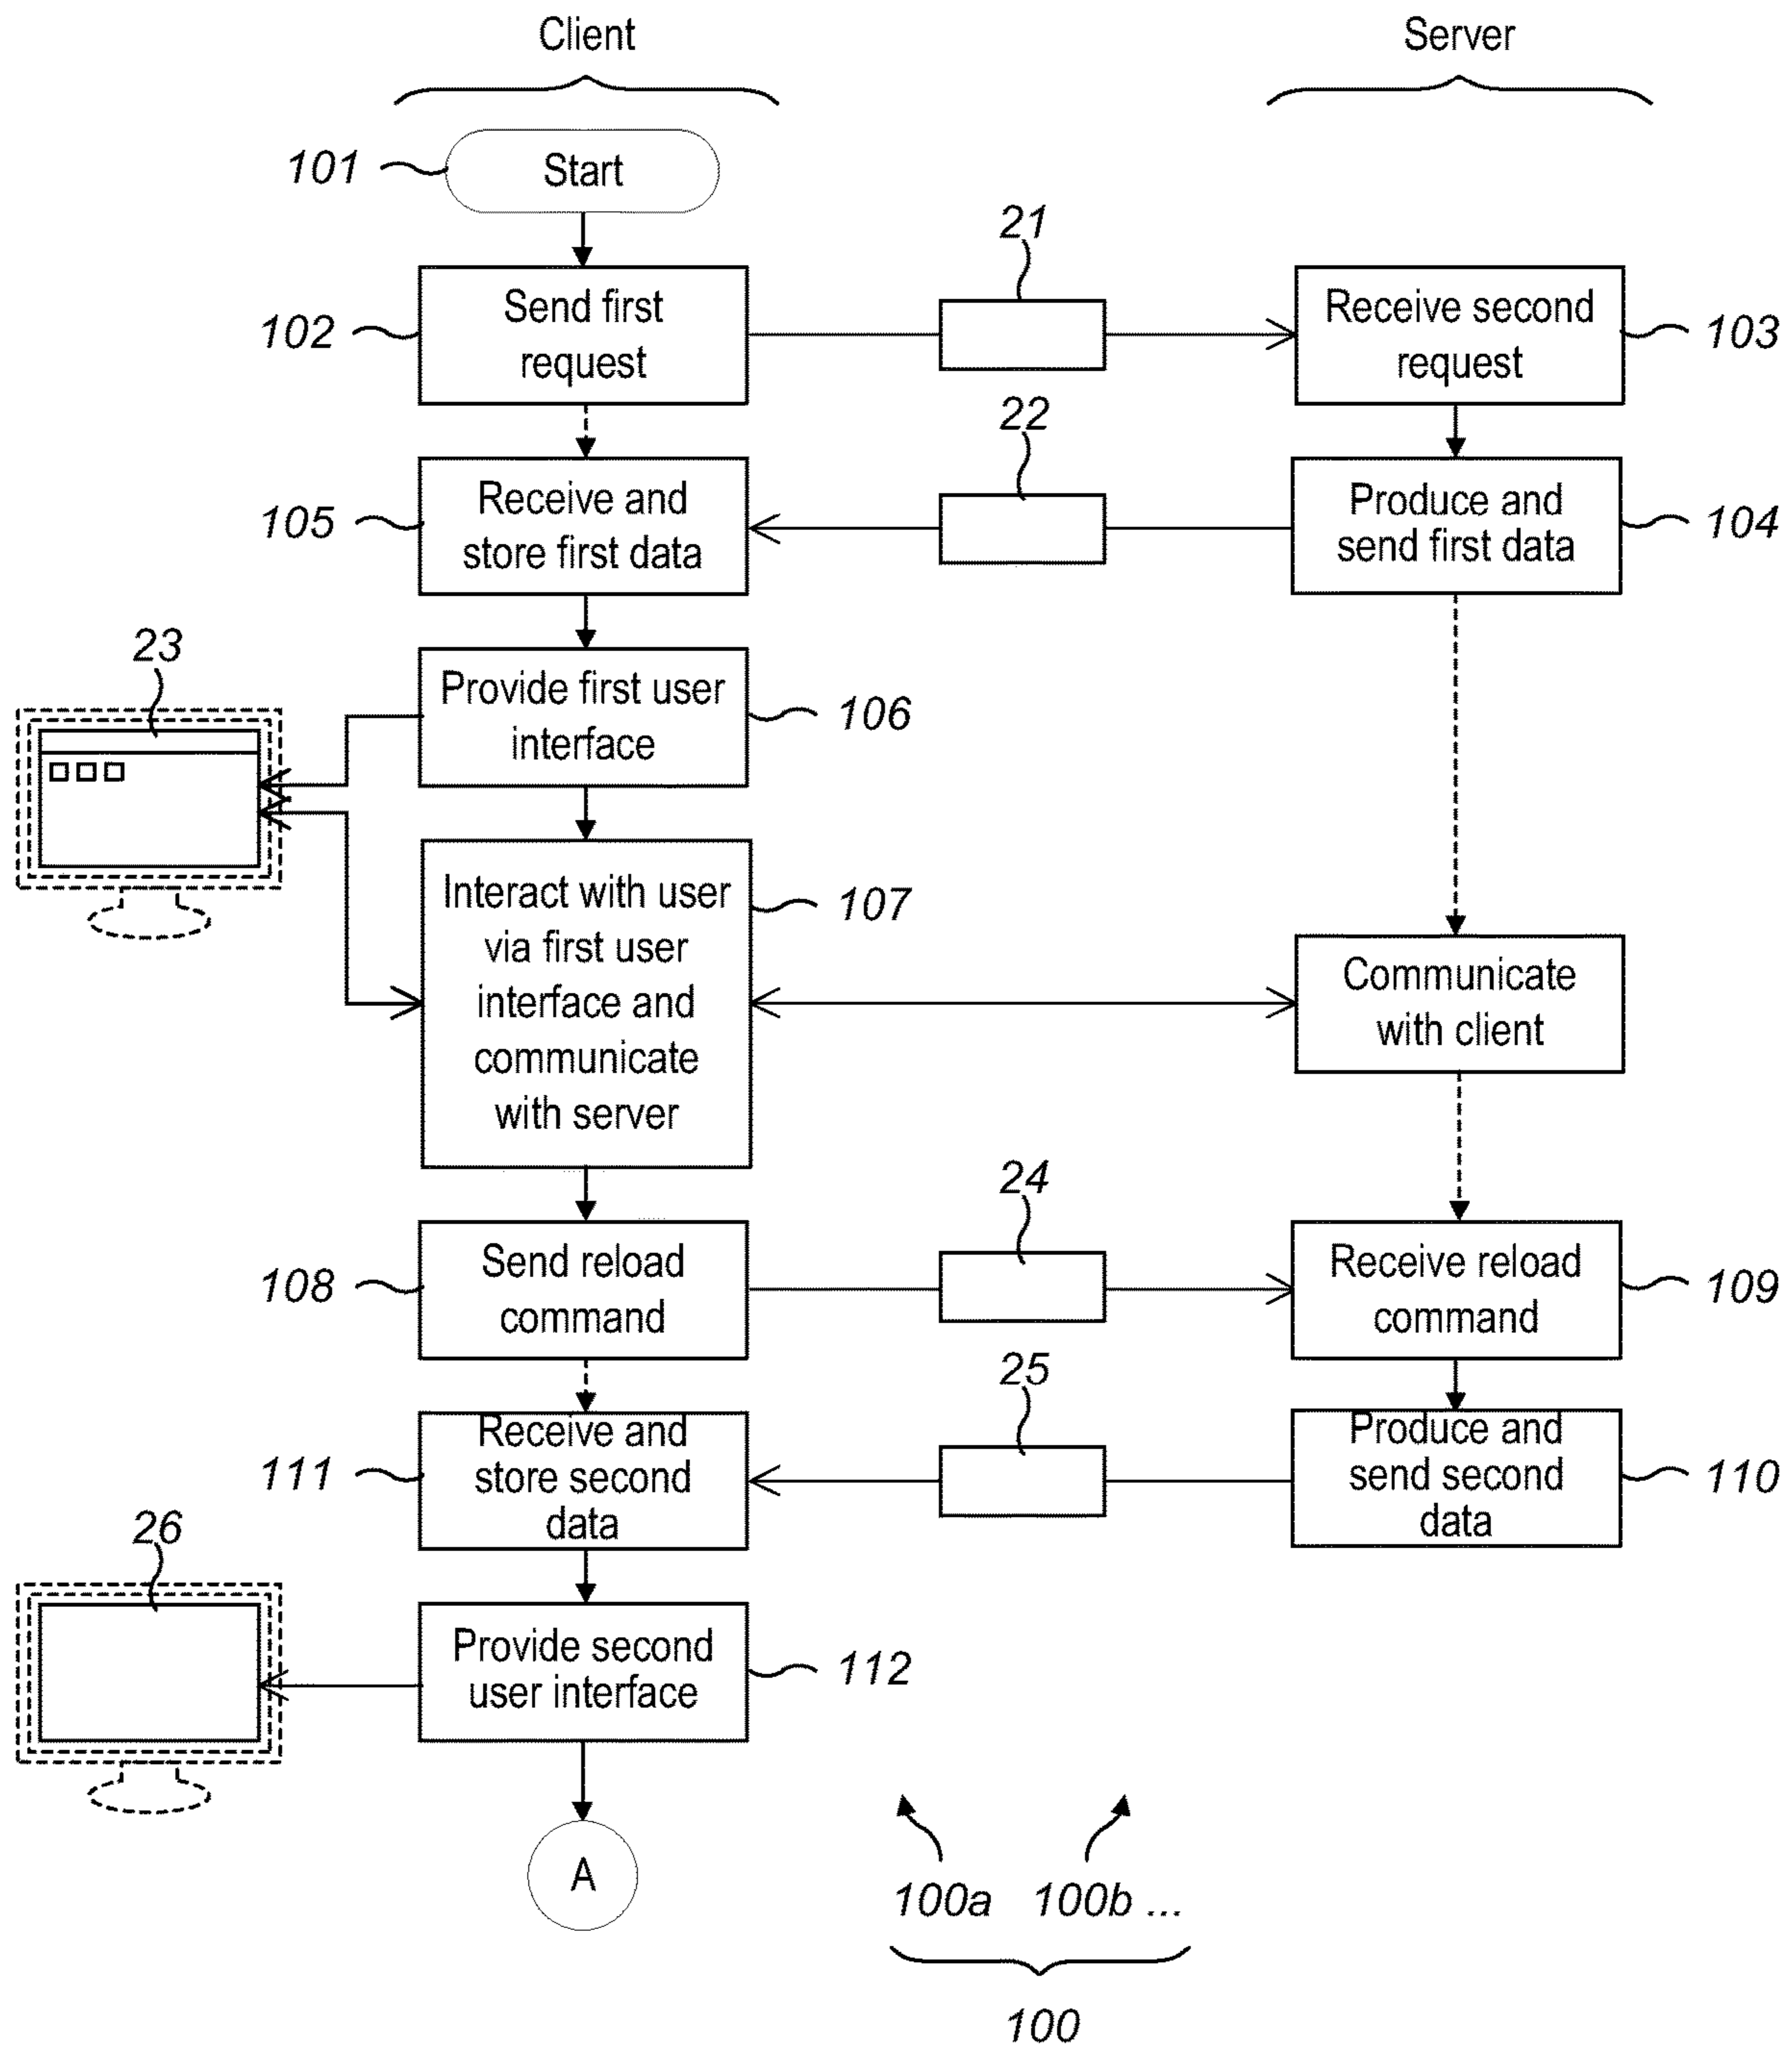 Client
Server
101
Start
21
102
Send first
request
Receive second
request
103
22
105
Receive and
store first data
Produce and
send first data
104
23
Provide first user
interface
106
Interact with user
via first user
interface and
communicate
with server
107
Communicate
with client
24
108
Send reload
command
Receive reload
command
109
25
111
Receive and
store second
data
Produce and
send second
data
110
26
Provide second
user interface
112
A
100a
100b ...
100